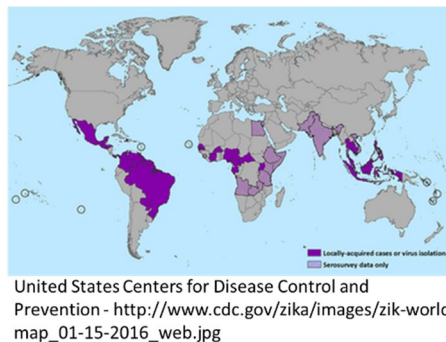 Locally-acquired cases or virus isolation
Serosurvey data only
United States Centers for Disease Control and
Prevention - http://www.cdc.gov/zika/images/zik-world
map_01-15-2016_web.jpg